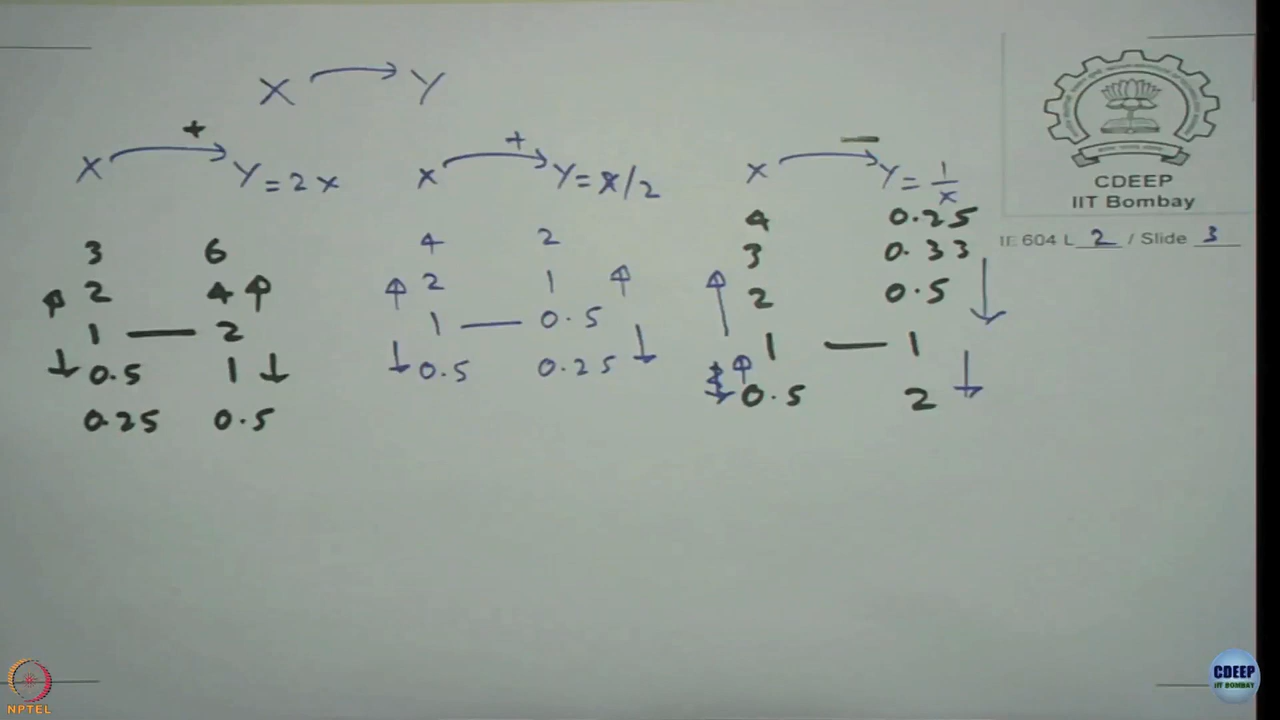 X → Y
X → + Y = 2x
3 6
↑ 2 4 ↑
1 — 2
↓ 0.5 1 ↓
0.25 0.5
x → + Y = x/2
4 2
↑ 2 1 ↑
1 — 0.5
↓ 0.5 0.25 ↓
x → − Y = 1/x
4 0.25
3 0.33
2 0.5
1 — 1
0.5 2
CDEEP
IIT Bombay
IE 604 L 2 / Slide 3
NPTEL
CDEEP
IIT BOMBAY